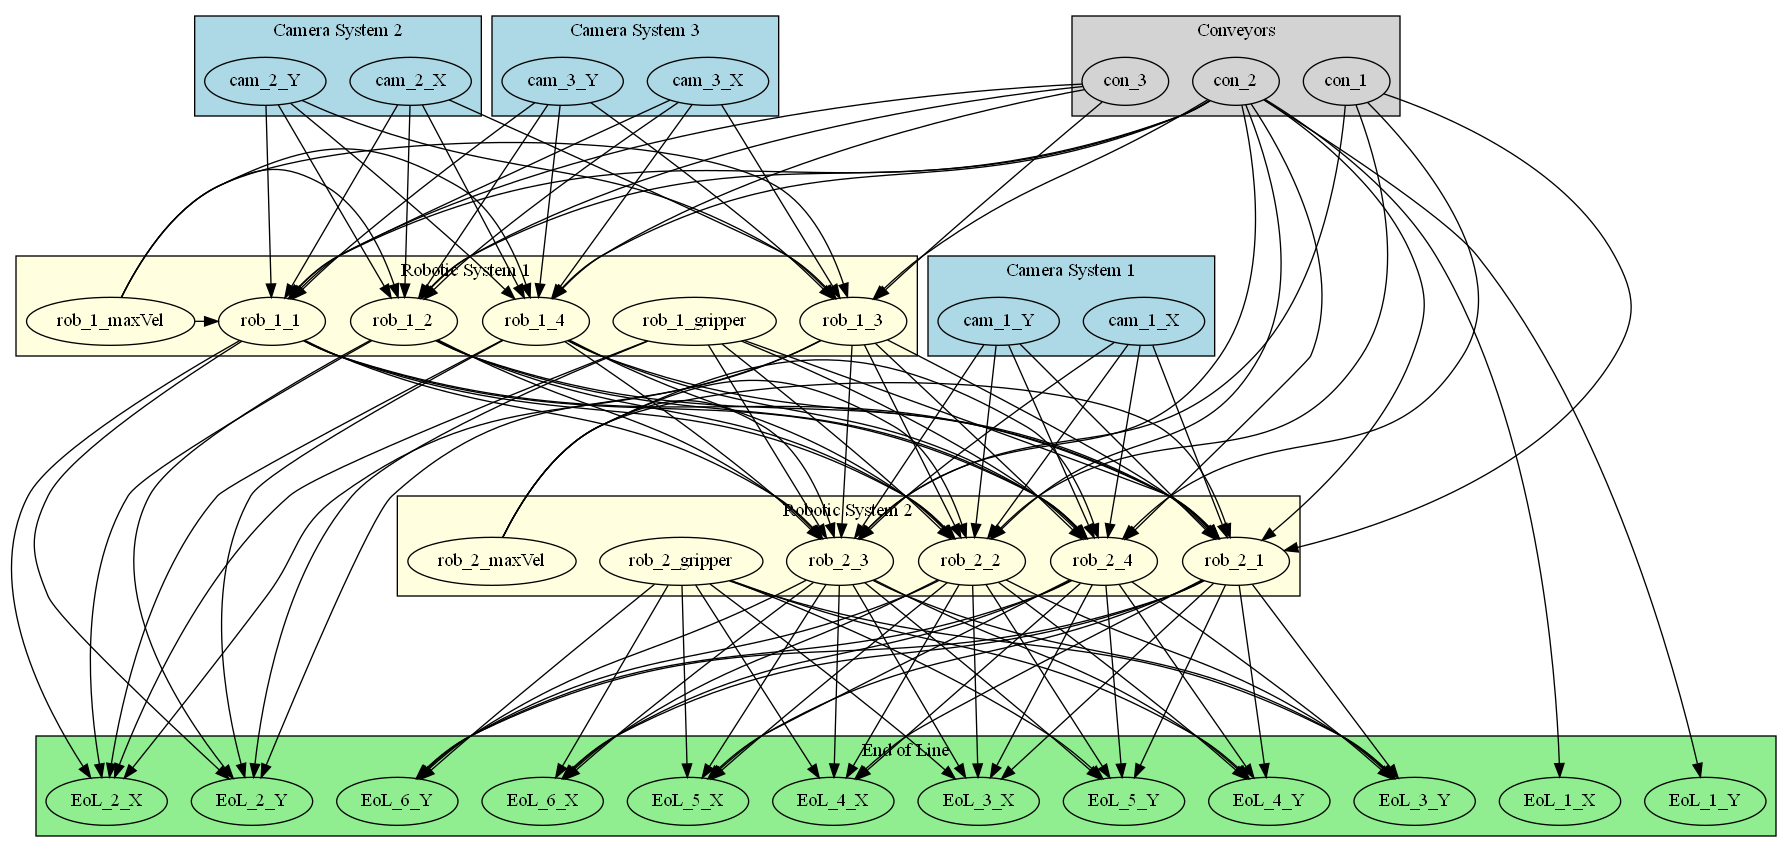 Camera System 2
Camera System 3
Conveyors
cam_2_Y
cam_2_X
cam_3_Y
cam_3_X
con_3
con_2
con_1
Robotic System 1
Camera System 1
rob_1_maxVel
rob_1_1
rob_1_2
rob_1_4
rob_1_gripper
rob_1_3
cam_1_Y
cam_1_X
Robotic System 2
rob_2_maxVel
rob_2_gripper
rob_2_3
rob_2_2
rob_2_4
rob_2_1
End of Line
EoL_2_X
EoL_2_Y
EoL_6_Y
EoL_6_X
EoL_5_X
EoL_4_X
EoL_3_X
EoL_5_Y
EoL_4_Y
EoL_3_Y
EoL_1_X
EoL_1_Y